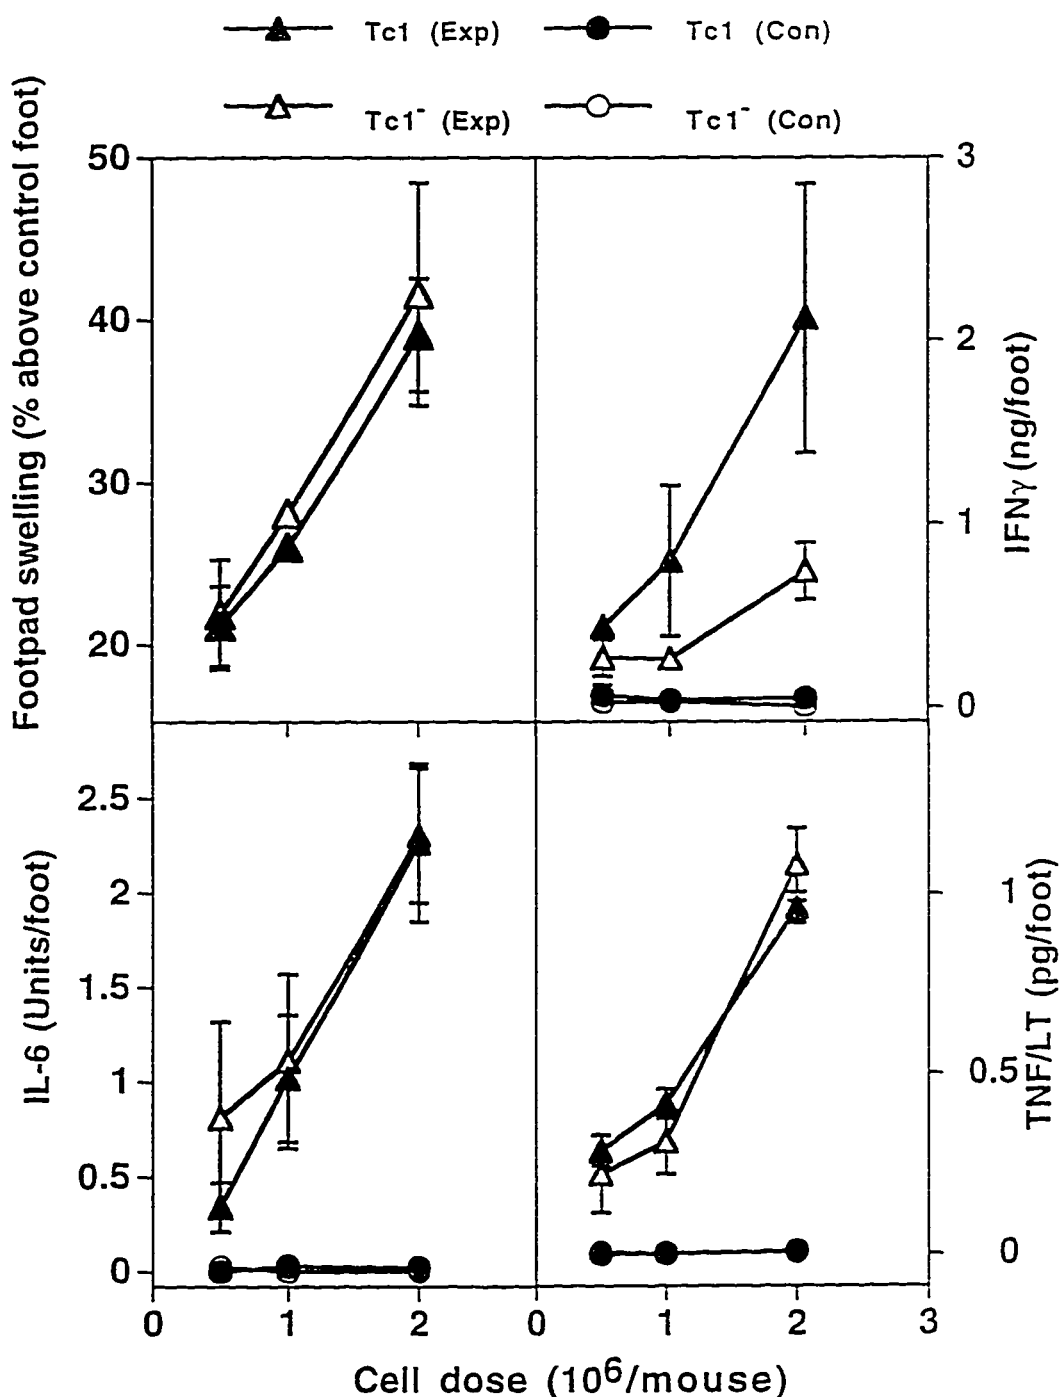 Tc1 (Exp)
Tc1 (Con)
Tc1⁻ (Exp)
Tc1⁻ (Con)
Footpad swelling (% above control foot)
50
40
30
20
3
2
1
0
IFNγ (ng/foot)
IL-6 (Units/foot)
2.5
2
1.5
1
0.5
0
1
0.5
0
TNF/LT (pg/foot)
0
1
2
0
1
2
3
Cell dose (10⁶/mouse)